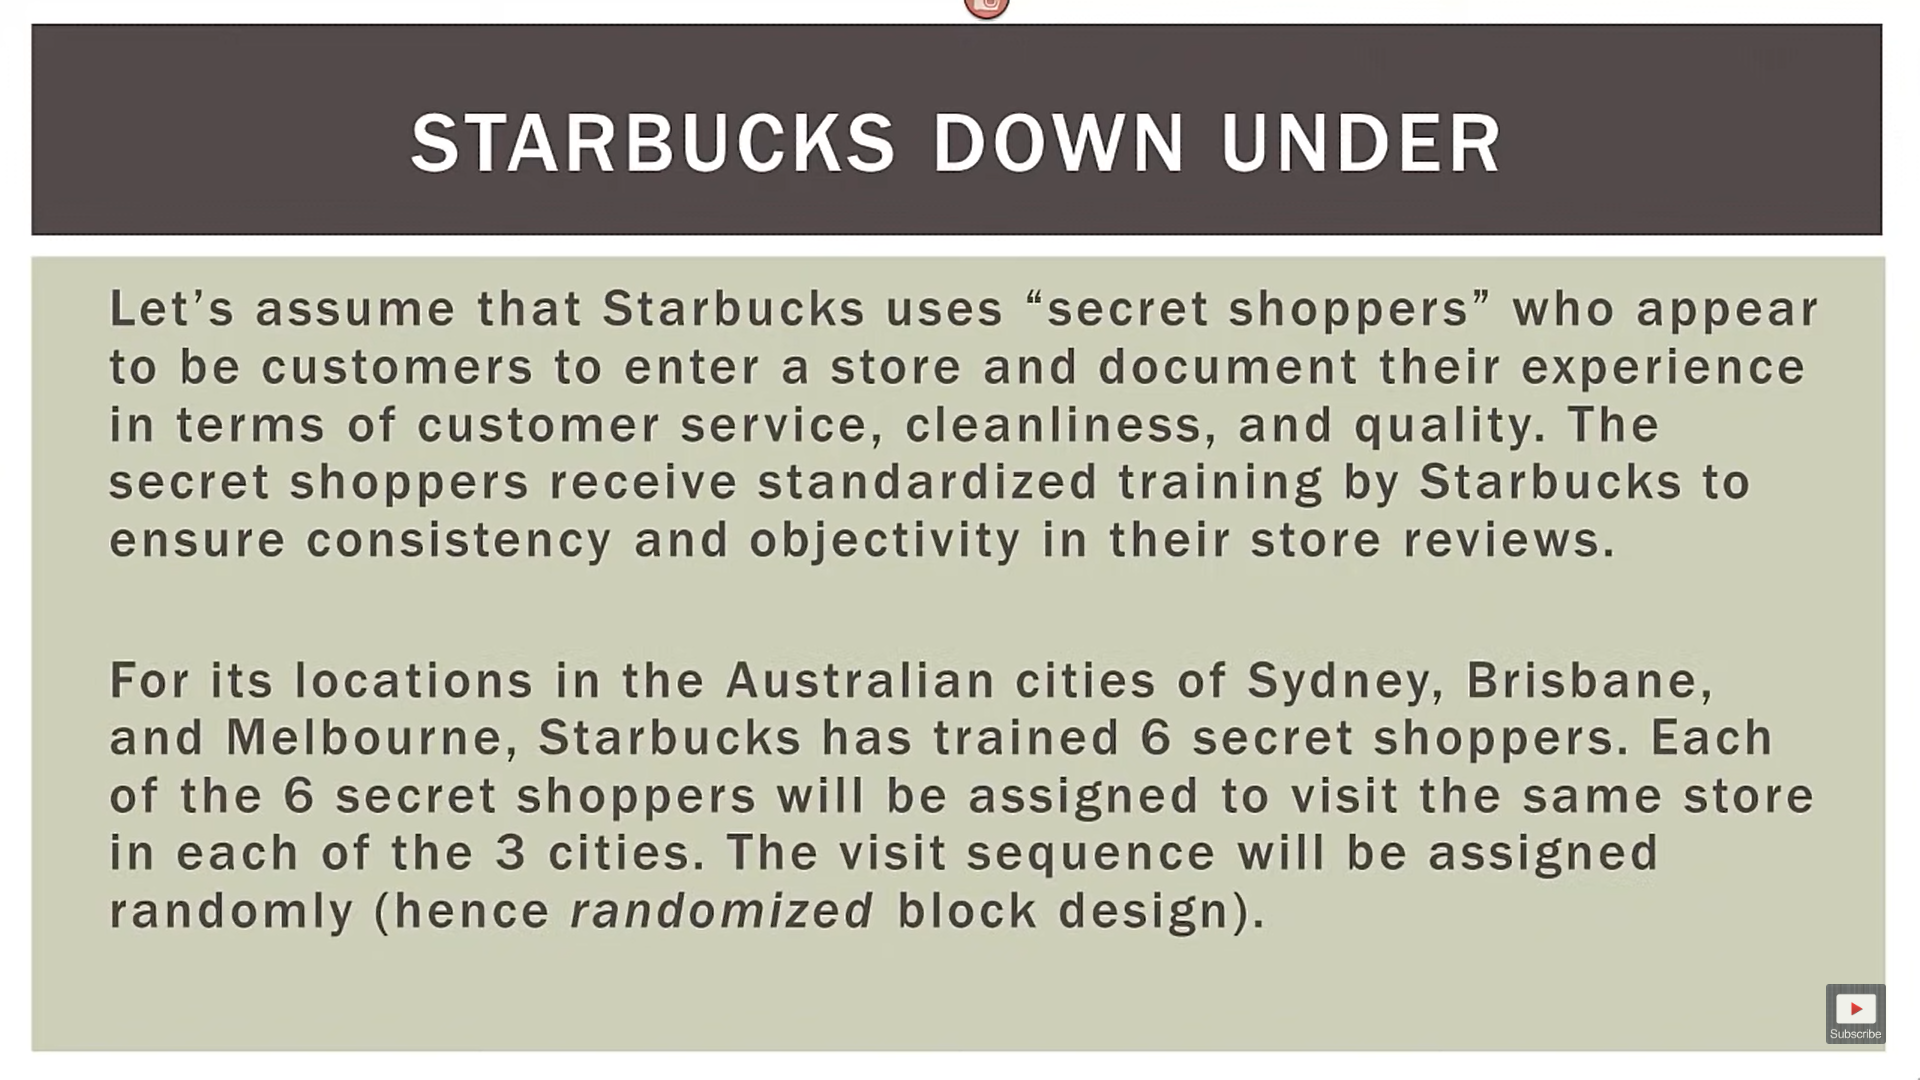 STARBUCKS DOWN UNDER
Let’s assume that Starbucks uses “secret shoppers” who appear
to be customers to enter a store and document their experience
in terms of customer service, cleanliness, and quality. The
secret shoppers receive standardized training by Starbucks to
ensure consistency and objectivity in their store reviews.
For its locations in the Australian cities of Sydney, Brisbane,
and Melbourne, Starbucks has trained 6 secret shoppers. Each
of the 6 secret shoppers will be assigned to visit the same store
in each of the 3 cities. The visit sequence will be assigned
randomly (hence randomized block design).
Subscribe